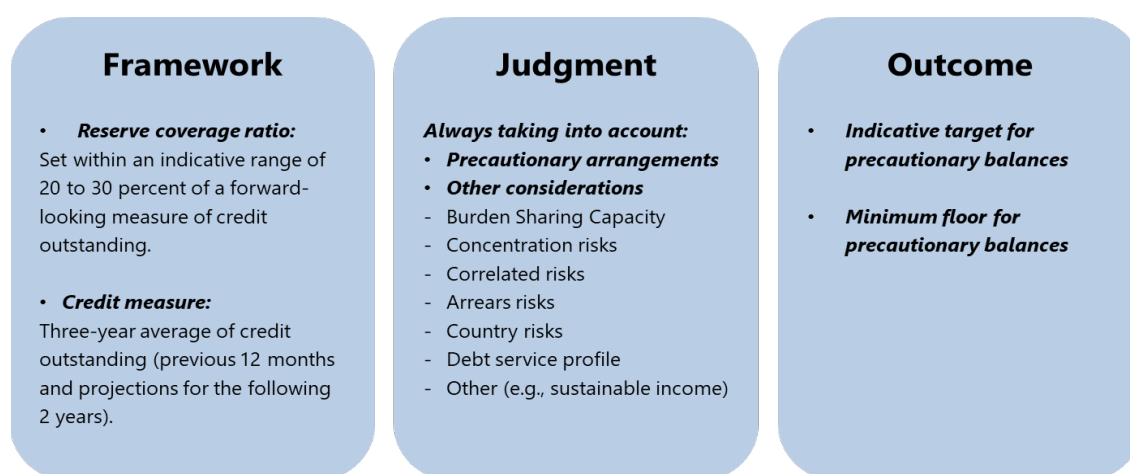 Framework
• Reserve coverage ratio:
Set within an indicative range of
20 to 30 percent of a forward-
looking measure of credit
outstanding.
• Credit measure:
Three-year average of credit
outstanding (previous 12 months
and projections for the following
2 years).
Judgment
Always taking into account:
• Precautionary arrangements
• Other considerations
- Burden Sharing Capacity
- Concentration risks
- Correlated risks
- Arrears risks
- Country risks
- Debt service profile
- Other (e.g., sustainable income)
Outcome
• Indicative target for
precautionary balances
• Minimum floor for
precautionary balances